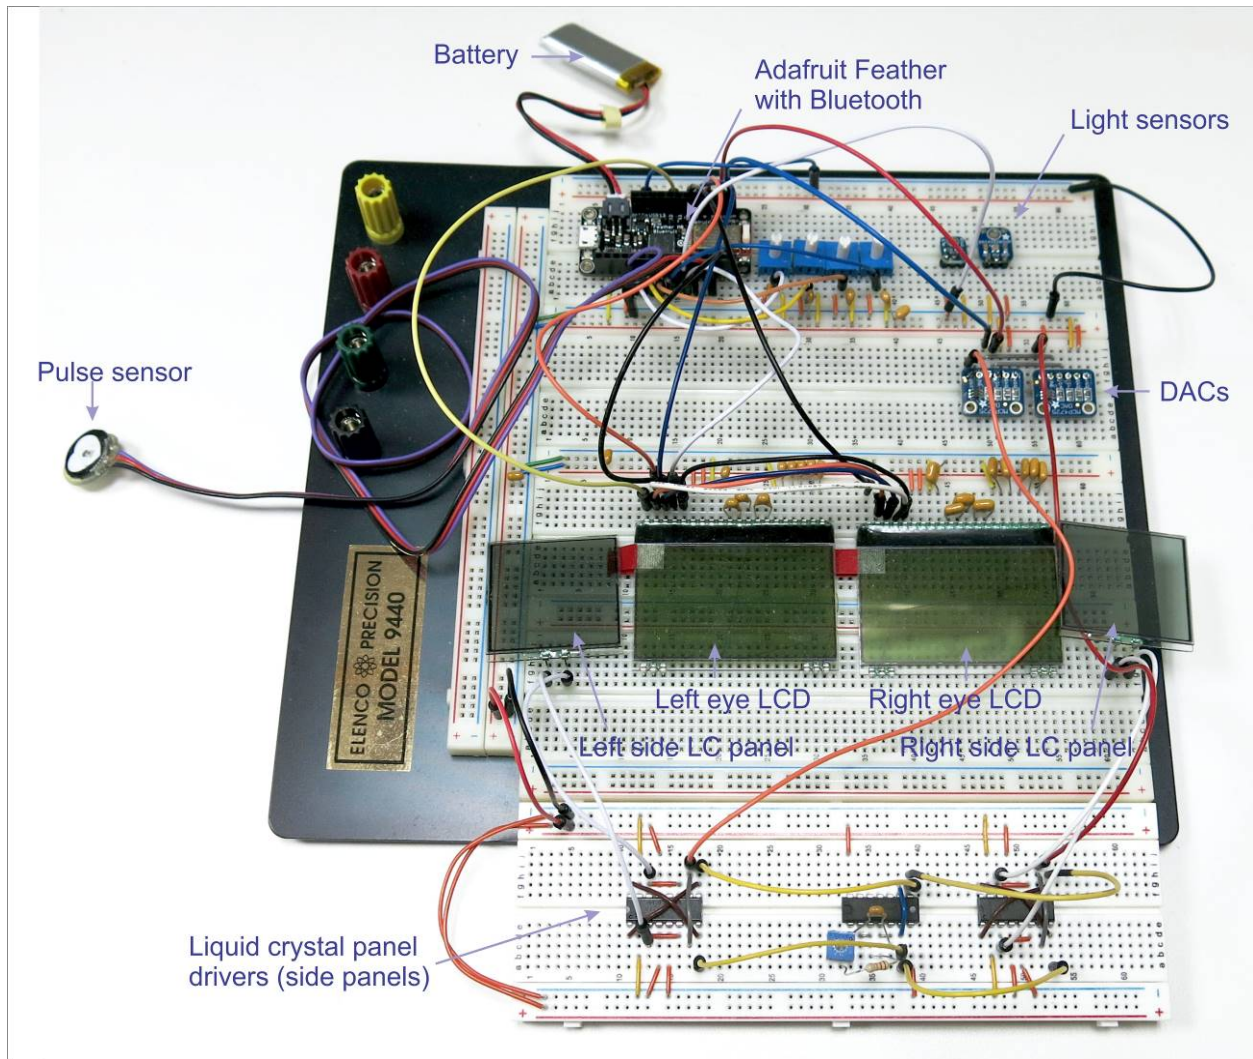 Battery
Adafruit Feather
with Bluetooth
Light sensors
Pulse sensor
DACs
ELENCO PRECISION
MODEL 9440
Left eye LCD
Right eye LCD
Left side LC panel
Right side LC panel
Liquid crystal panel
drivers (side panels)